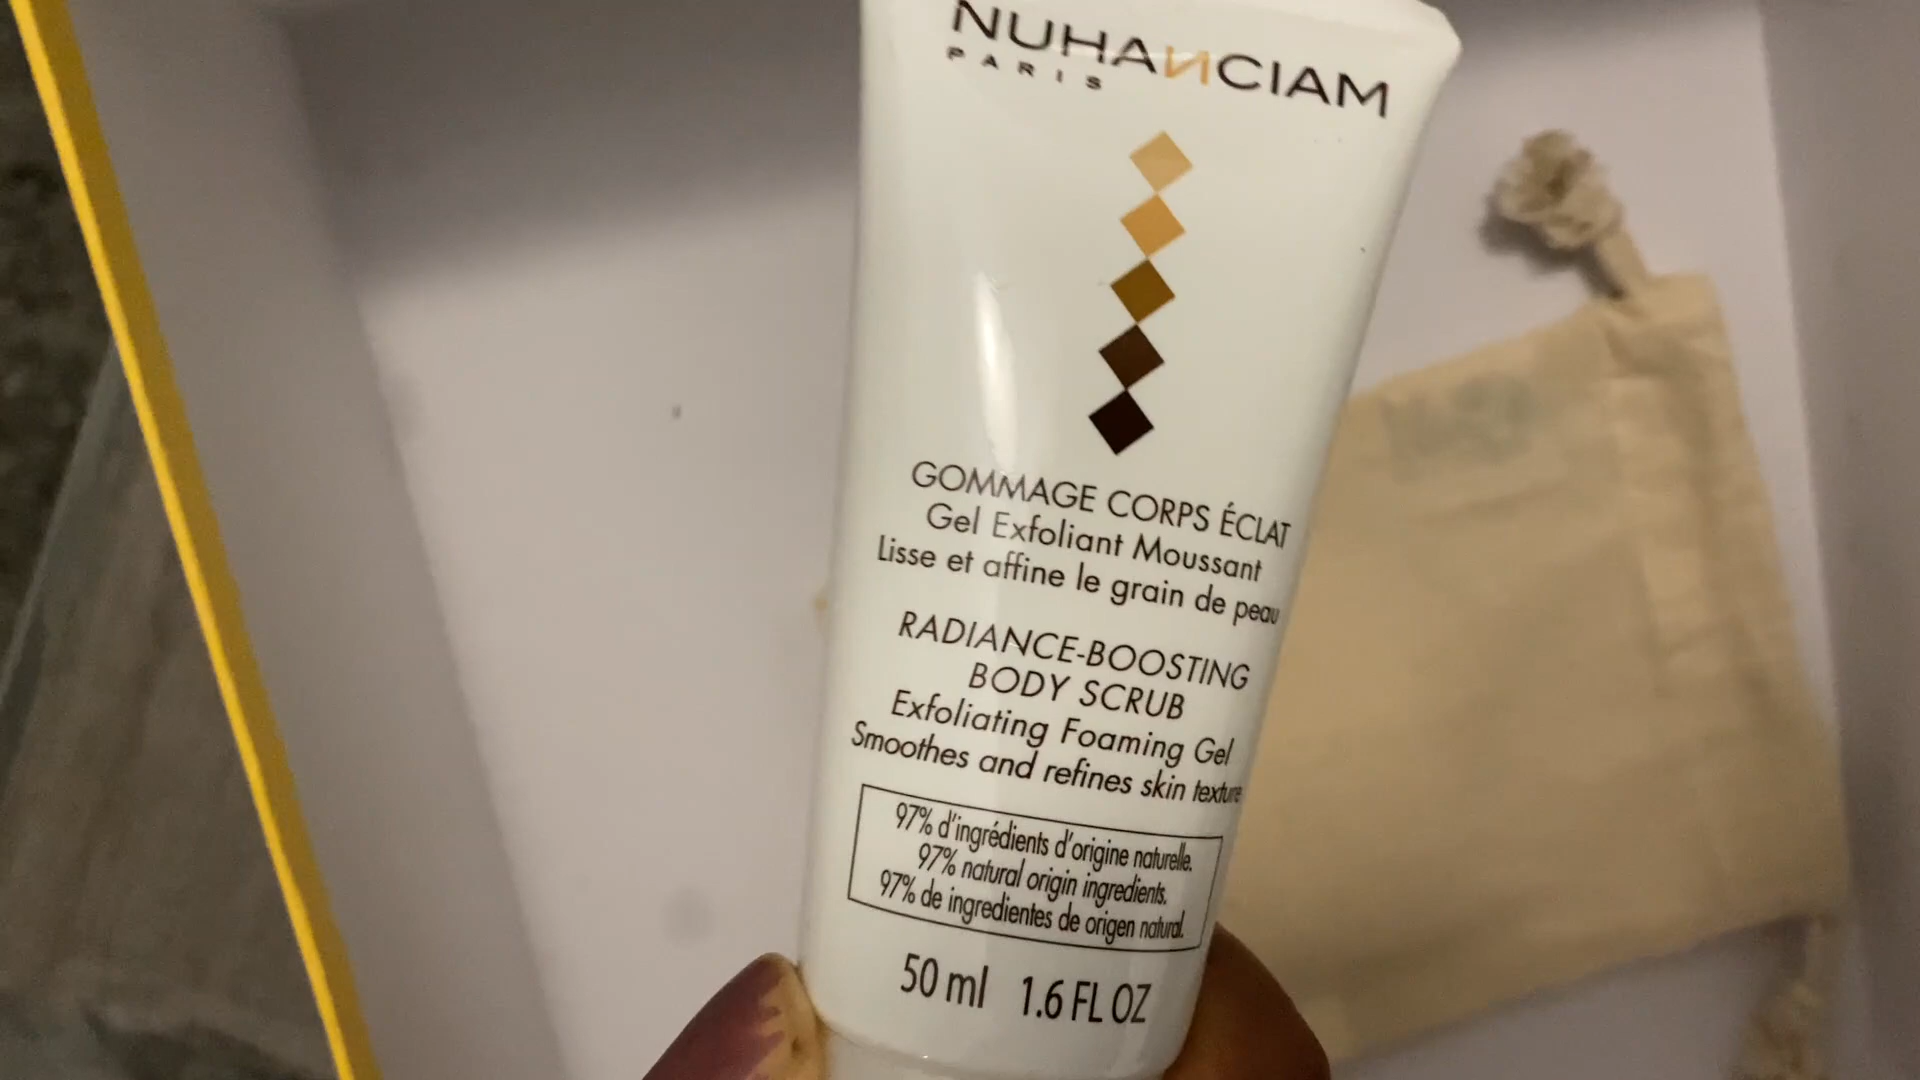 NUHANCIAM
PARIS
GOMMAGE CORPS ÉCLAT
Gel Exfoliant Moussant
Lisse et affine le grain de peau
RADIANCE-BOOSTING
BODY SCRUB
Exfoliating Foaming Gel
Smoothes and refines skin texture
97% d'ingrédients d'origine naturelle.
97% natural origin ingredients.
97% de ingredientes de origen natural.
50 ml 1.6 FL OZ